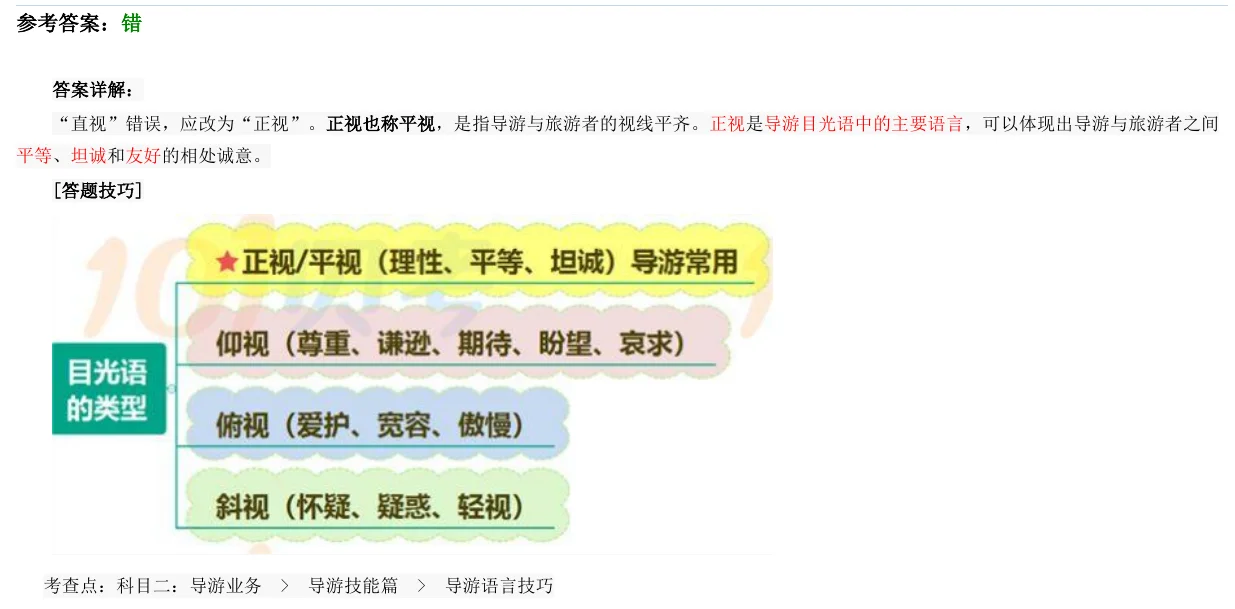 参考答案：错
答案详解：
“直视”错误，应改为“正视”。正视也称平视，是指导游与旅游者的视线平齐。正视是导游目光语中的主要语言，可以体现出导游与旅游者之间
平等、坦诚和友好的相处诚意。
[答题技巧]
★正视/平视（理性、平等、坦诚）导游常用
仰视（尊重、谦逊、期待、盼望、哀求）
目光语
的类型
俯视（爱护、宽容、傲慢）
斜视（怀疑、疑惑、轻视）
考查点：科目二：导游业务 > 导游技能篇 > 导游语言技巧